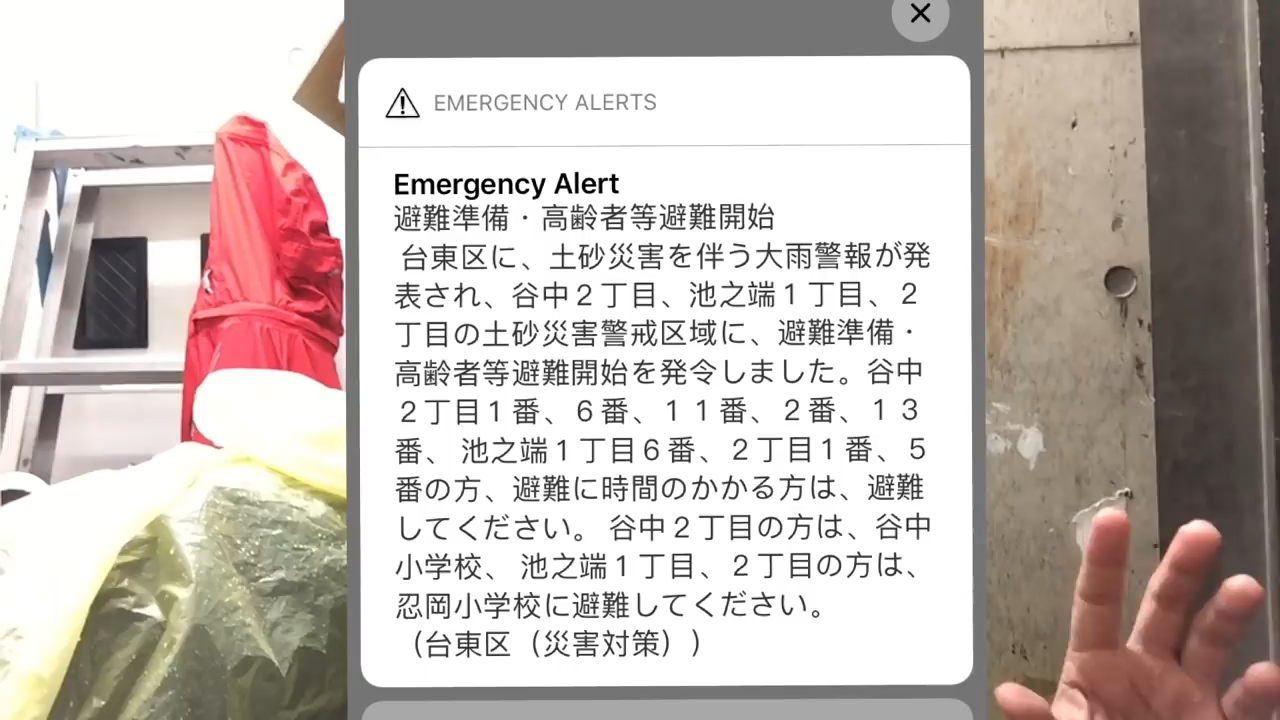 EMERGENCY ALERTS
Emergency Alert
避難準備・高齢者等避難開始
台東区に、土砂災害を伴う大雨警報が発
表され、谷中２丁目、池之端１丁目、２
丁目の土砂災害警戒区域に、避難準備・
高齢者等避難開始を発令しました。谷中
２丁目１番、６番、１１番、２番、１３
番、 池之端１丁目６番、２丁目１番、５
番の方、避難に時間のかかる方は、避難
してください。 谷中２丁目の方は、谷中
小学校、 池之端１丁目、２丁目の方は、
忍岡小学校に避難してください。
（台東区（災害対策））